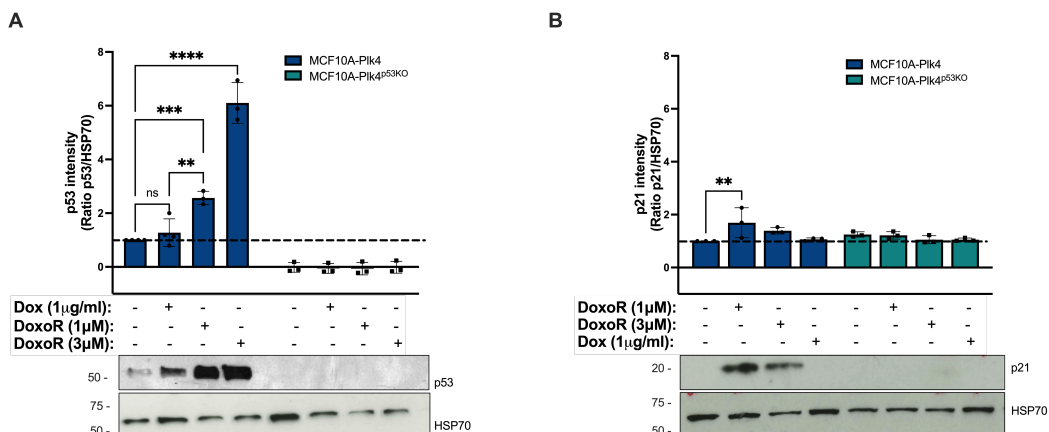 A
p53 intensity
(Ratio p53/HSP70)
8
6
4
2
0
****
***
**
ns
MCF10A-Plk4
MCF10A-Plk4p53KO
Dox (1µg/ml): - + - - - + - -
DoxoR (1µM): - - + - - - + -
DoxoR (3µM): - - - + - - - +
50 -
p53
75 -
HSP70
50 -
B
p21 intensity
(Ratio p21/HSP70)
8
6
4
2
0
**
MCF10A-Plk4
MCF10A-Plk4p53KO
DoxoR (1µM): - + - - - + - -
DoxoR (3µM): - - + - - - + -
Dox (1µg/ml): - - - + - - - +
20 -
p21
75 -
HSP70
50 -